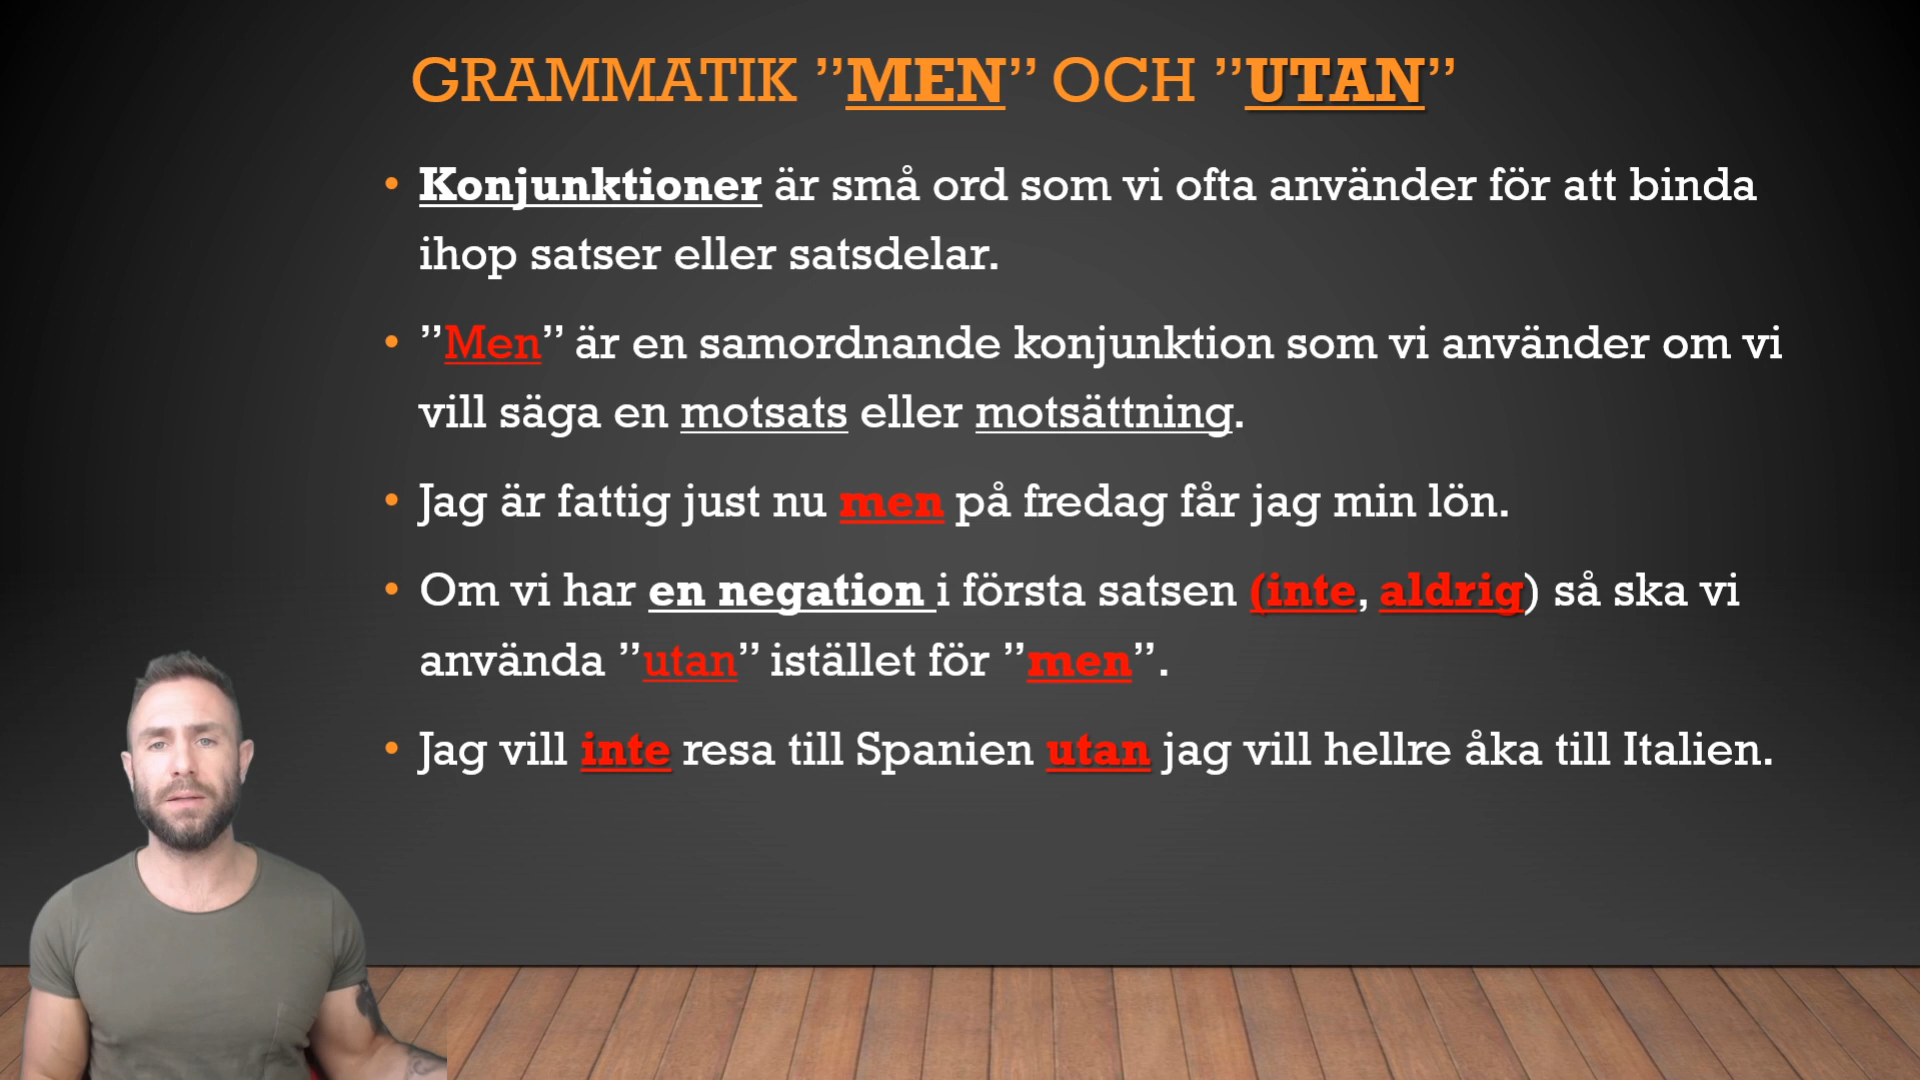 GRAMMATIK ”MEN” OCH ”UTAN”
• Konjunktioner är små ord som vi ofta använder för att binda
ihop satser eller satsdelar.
• ”Men” är en samordnande konjunktion som vi använder om vi
vill säga en motsats eller motsättning.
• Jag är fattig just nu men på fredag får jag min lön.
• Om vi har en negation i första satsen (inte, aldrig) så ska vi
använda ”utan” istället för ”men”.
• Jag vill inte resa till Spanien utan jag vill hellre åka till Italien.